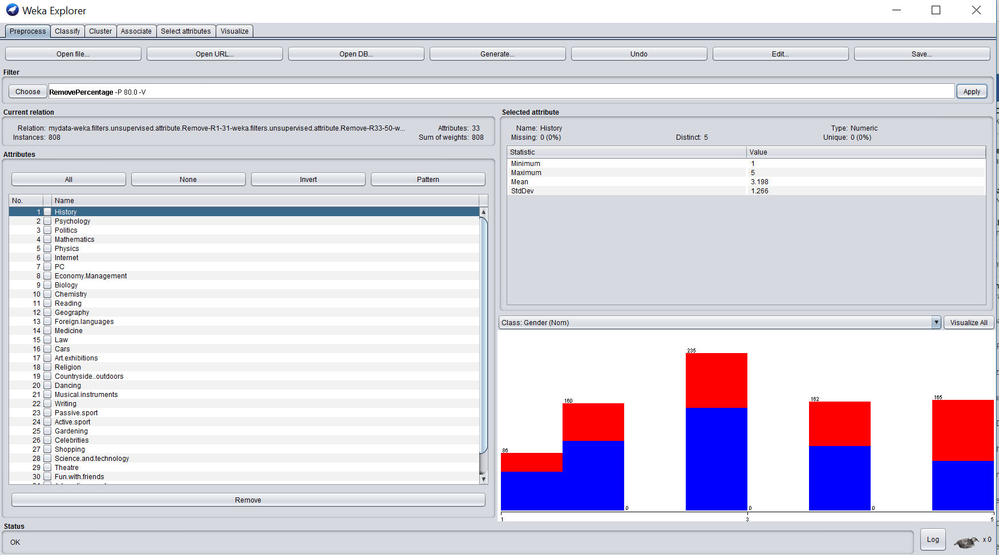 Weka Explorer
Preprocess Classify Cluster Associate Select attributes Visualize
Open file... Open URL... Open DB... Generate... Undo Edit... Save...
Filter
Choose RemovePercentage -P 80.0 -V Apply
Current relation
Relation: mydata-weka.filters.unsupervised.attribute.Remove-R1-31-weka.filters.unsupervised.attribute.Remove-R33-50-w... Attributes: 33
Instances: 808 Sum of weights: 808
Attributes
All None Invert Pattern
No. Name
1 History
2 Psychology
3 Politics
4 Mathematics
5 Physics
6 Internet
7 PC
8 Economy.Management
9 Biology
10 Chemistry
11 Reading
12 Geography
13 Foreign.languages
14 Medicine
15 Law
16 Cars
17 Art.exhibitions
18 Religion
19 Countryside..outdoors
20 Dancing
21 Musical.instruments
22 Writing
23 Passive.sport
24 Active.sport
25 Gardening
26 Celebrities
27 Shopping
28 Science.and.technology
29 Theatre
30 Fun.with.friends
Remove
Selected attribute
Name: History Type: Numeric
Missing: 0 (0%) Distinct: 5 Unique: 0 (0%)
Statistic Value
Minimum 1
Maximum 5
Mean 3.198
StdDev 1.266
Class: Gender (Nom) Visualize All
86 160 0 235 0 162 0 165
1 3 5
Status
OK
Log x 0